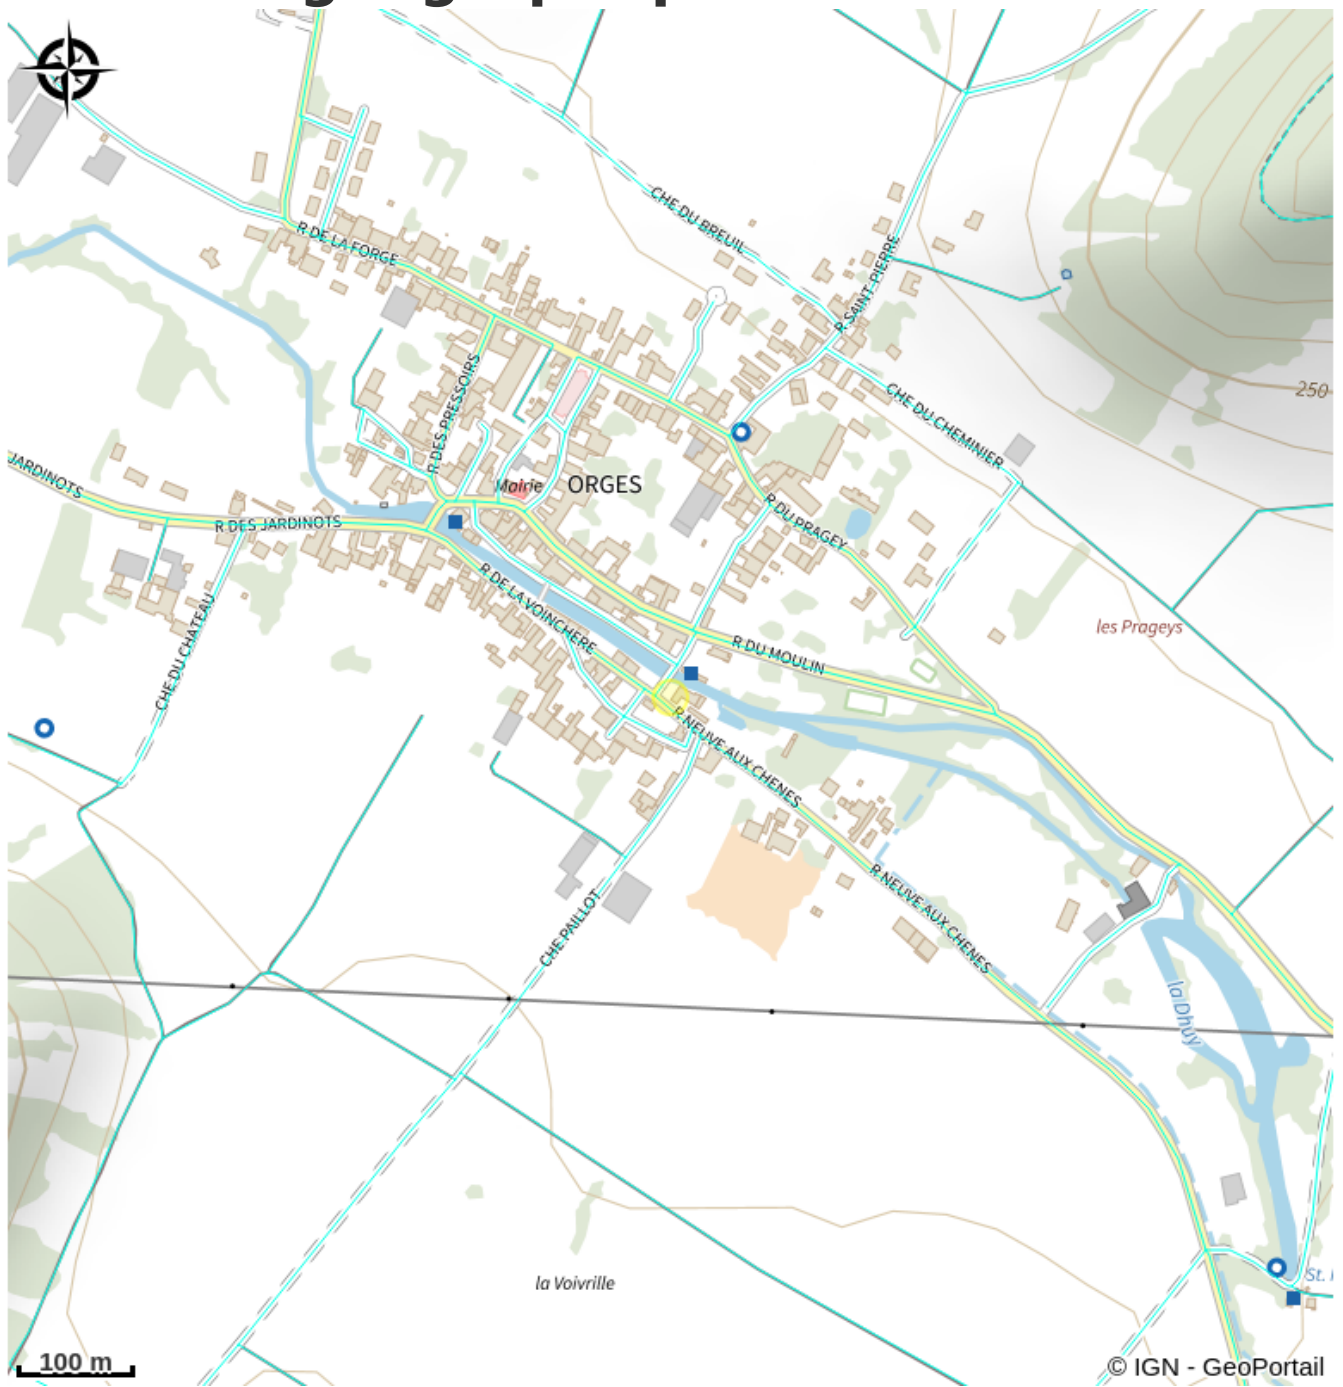 R DE LA FORGE
CHE DU BREUIL
R SAINT-PIERRE
R DES PRESSOIRS
CHE DU CHEMINIER
250
JARDINOTS
Mairie
ORGES
R DES JARDINOTS
R DU PRAGEY
R DE LA VOINCHERE
les Prageys
CHE DU CHATEAU
R DU MOULIN
R NEUVE AUX CHENES
R NEUVE AUX CHENES
CHE PAILLOT
la Dhuy
St.
la Voivrille
100 m
© IGN - GeoPortail